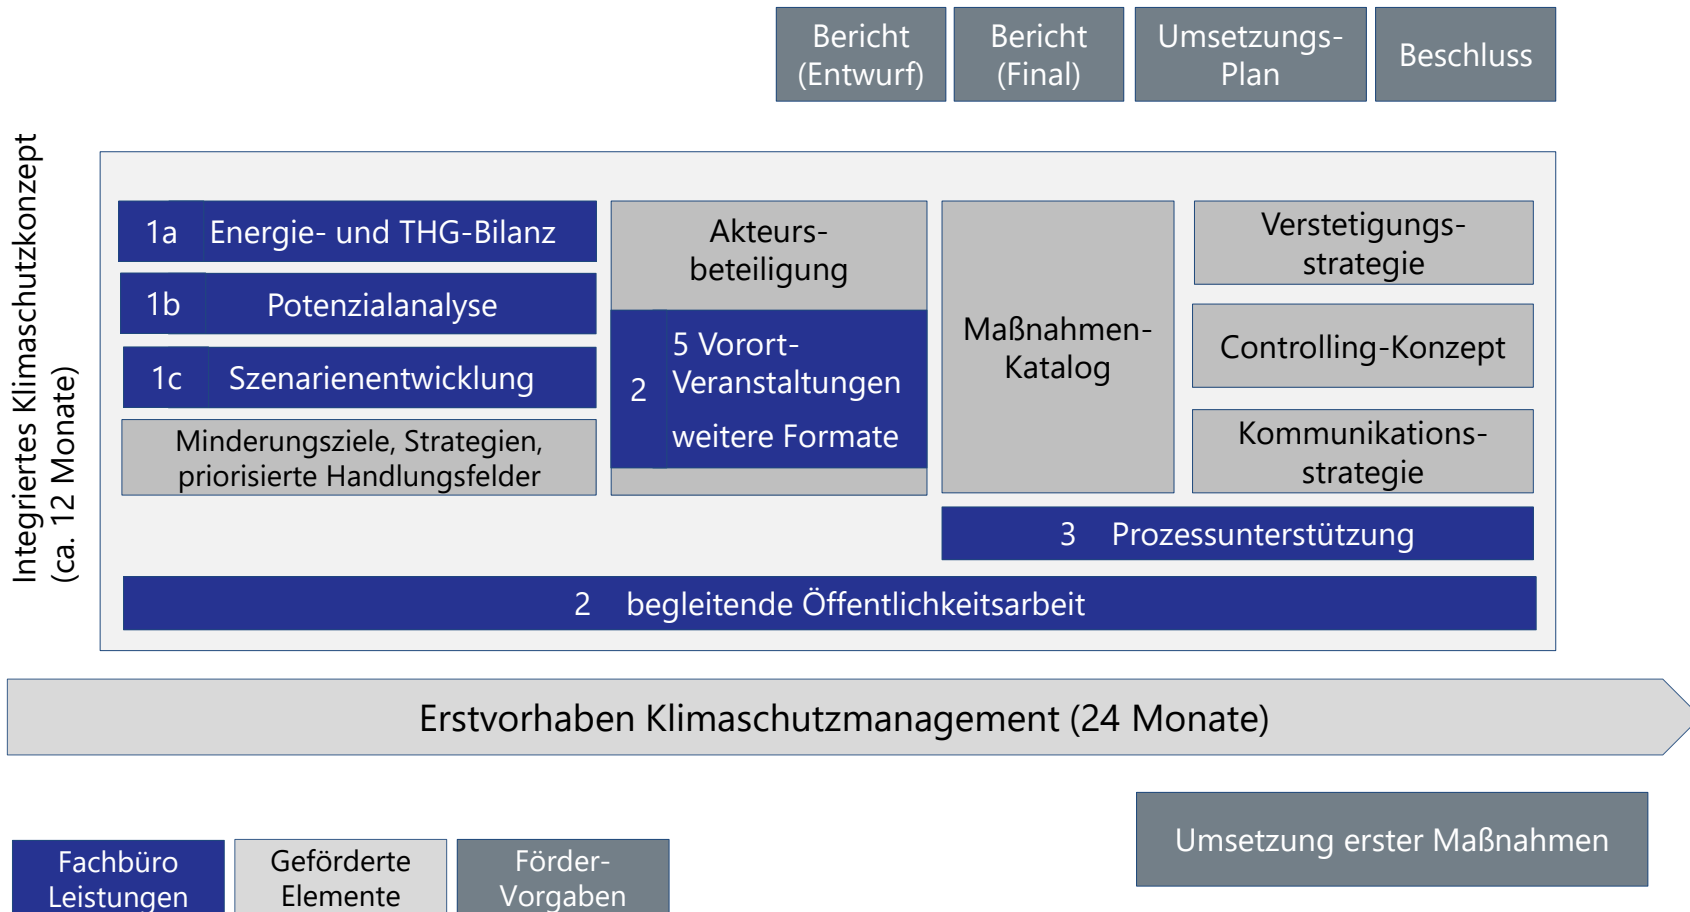 Bericht
(Entwurf)
Bericht
(Final)
Umsetzungs-
Plan
Beschluss
Integriertes Klimaschutzkonzept
(ca. 12 Monate)
1a Energie- und THG-Bilanz
1b Potenzialanalyse
1c Szenarienentwicklung
Minderungsziele, Strategien,
priorisierte Handlungsfelder
Akteurs-
beteiligung
2
5 Vorort-
Veranstaltungen
weitere Formate
Maßnahmen-
Katalog
Verstetigungs-
strategie
Controlling-Konzept
Kommunikations-
strategie
3 Prozessunterstützung
2 begleitende Öffentlichkeitsarbeit
Erstvorhaben Klimaschutzmanagement (24 Monate)
Umsetzung erster Maßnahmen
Fachbüro
Leistungen
Geförderte
Elemente
Förder-
Vorgaben